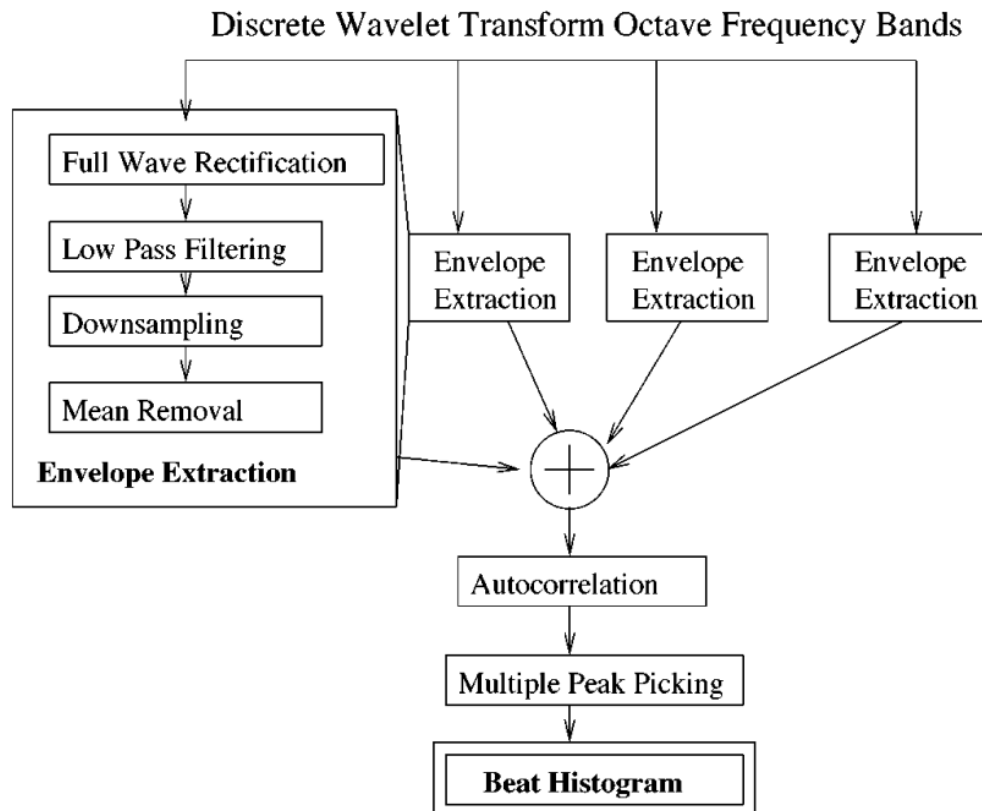 Discrete Wavelet Transform Octave Frequency Bands
Full Wave Rectification
Low Pass Filtering
Downsampling
Mean Removal
Envelope Extraction
Envelope
Extraction
Envelope
Extraction
Envelope
Extraction
Autocorrelation
Multiple Peak Picking
Beat Histogram